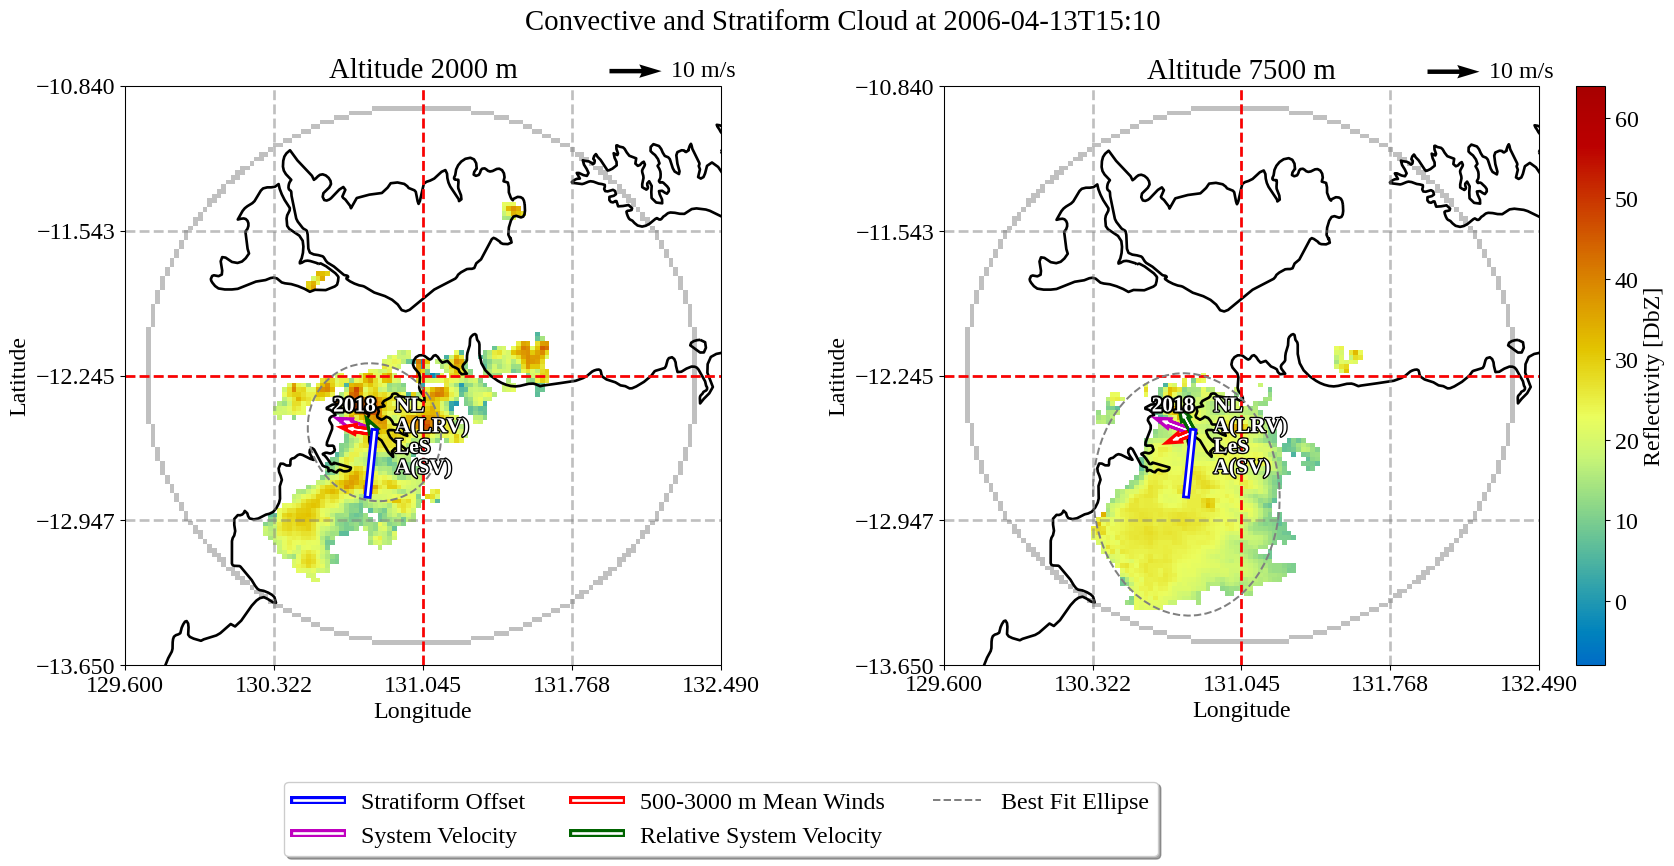 Convective and Stratiform Cloud at 2006-04-13T15:10
Altitude 2000 m
10 m/s
−10.840
−11.543
−12.245
−12.947
−13.650
Latitude
129.600
130.322
131.045
131.768
132.490
Longitude
2018
NL
A(LRV)
LeS
A(SV)
Altitude 7500 m
10 m/s
−10.840
−11.543
−12.245
−12.947
−13.650
Latitude
129.600
130.322
131.045
131.768
132.490
Longitude
2018
NL
A(LRV)
LeS
A(SV)
60
50
40
30
20
10
0
Reflectivity [DbZ]
Stratiform Offset
System Velocity
500-3000 m Mean Winds
Relative System Velocity
Best Fit Ellipse